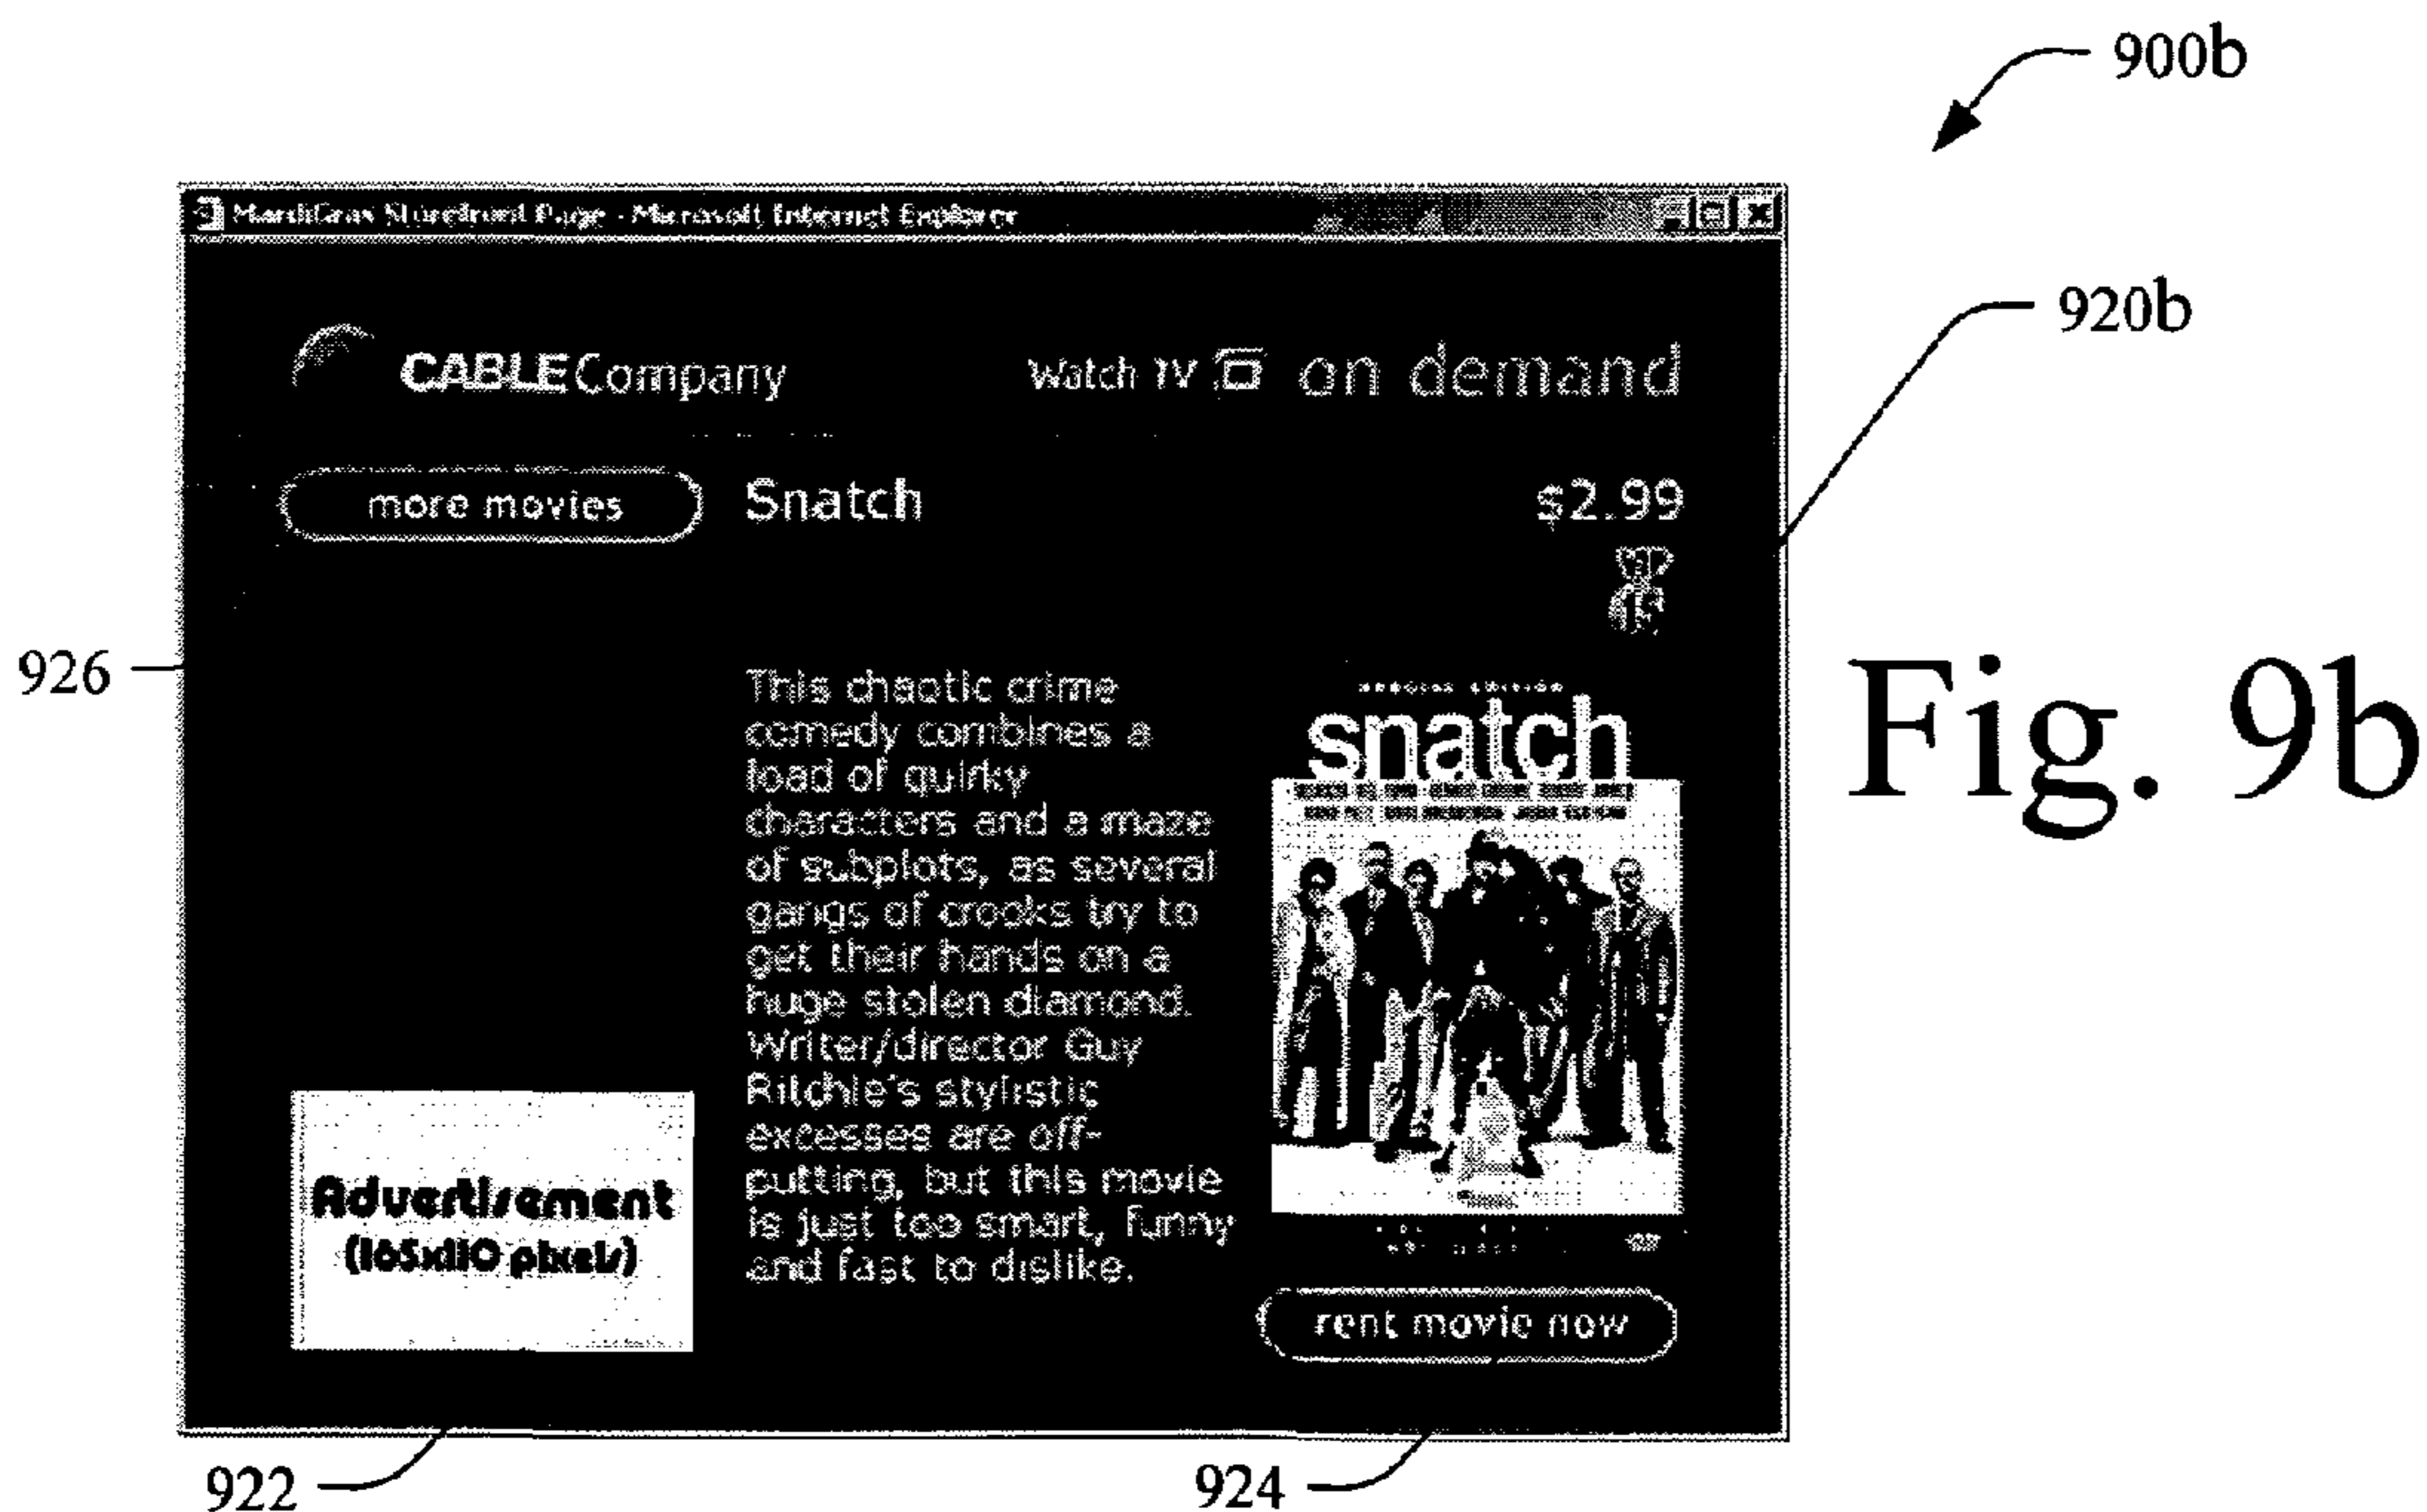 900b
MardiGras Storefront Page - Microsoft Internet Explorer
920b
CABLECompany
Watch TV on demand
more movies
Snatch
$2.99
926
Fig. 9b
This chaotic crime
comedy combines a
load of quirky
characters and a maze
of subplots, as several
gangs of crooks try to
get their hands on a
huge stolen diamond.
Writer/director Guy
Ritchie's stylistic
excesses are off-
putting, but this movie
is just too smart, funny
and fast to dislike.
SPECIAL EDITION
snatch
Advertisement
(165x110 pixels)
rent movie now
922
924